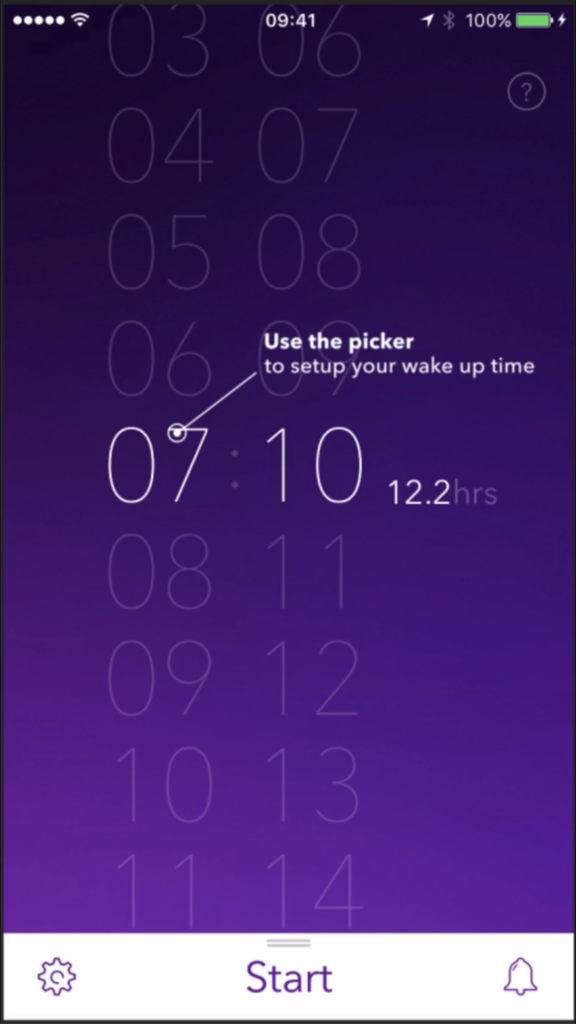 09:41 100%
03 06
?
04 07
05 08
06 09
Use the picker
to setup your wake up time
07 : 10 12.2hrs
08 11
09 12
10 13
11 14
Start